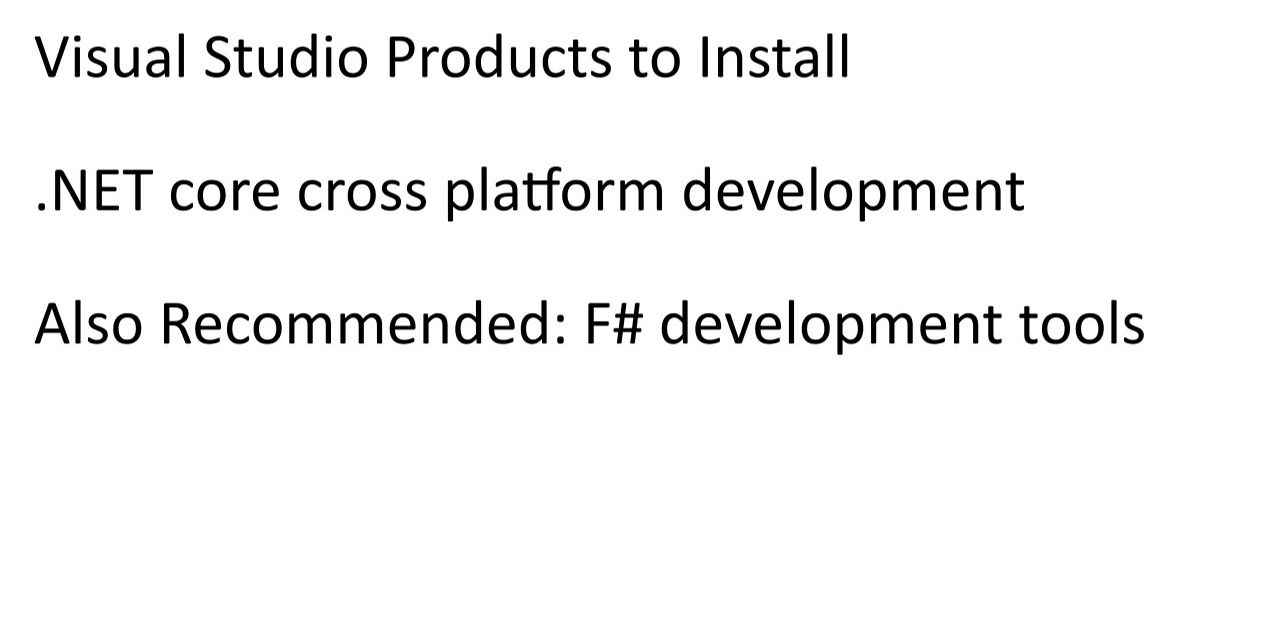 Visual Studio Products to Install
.NET core cross platform development
Also Recommended: F# development tools